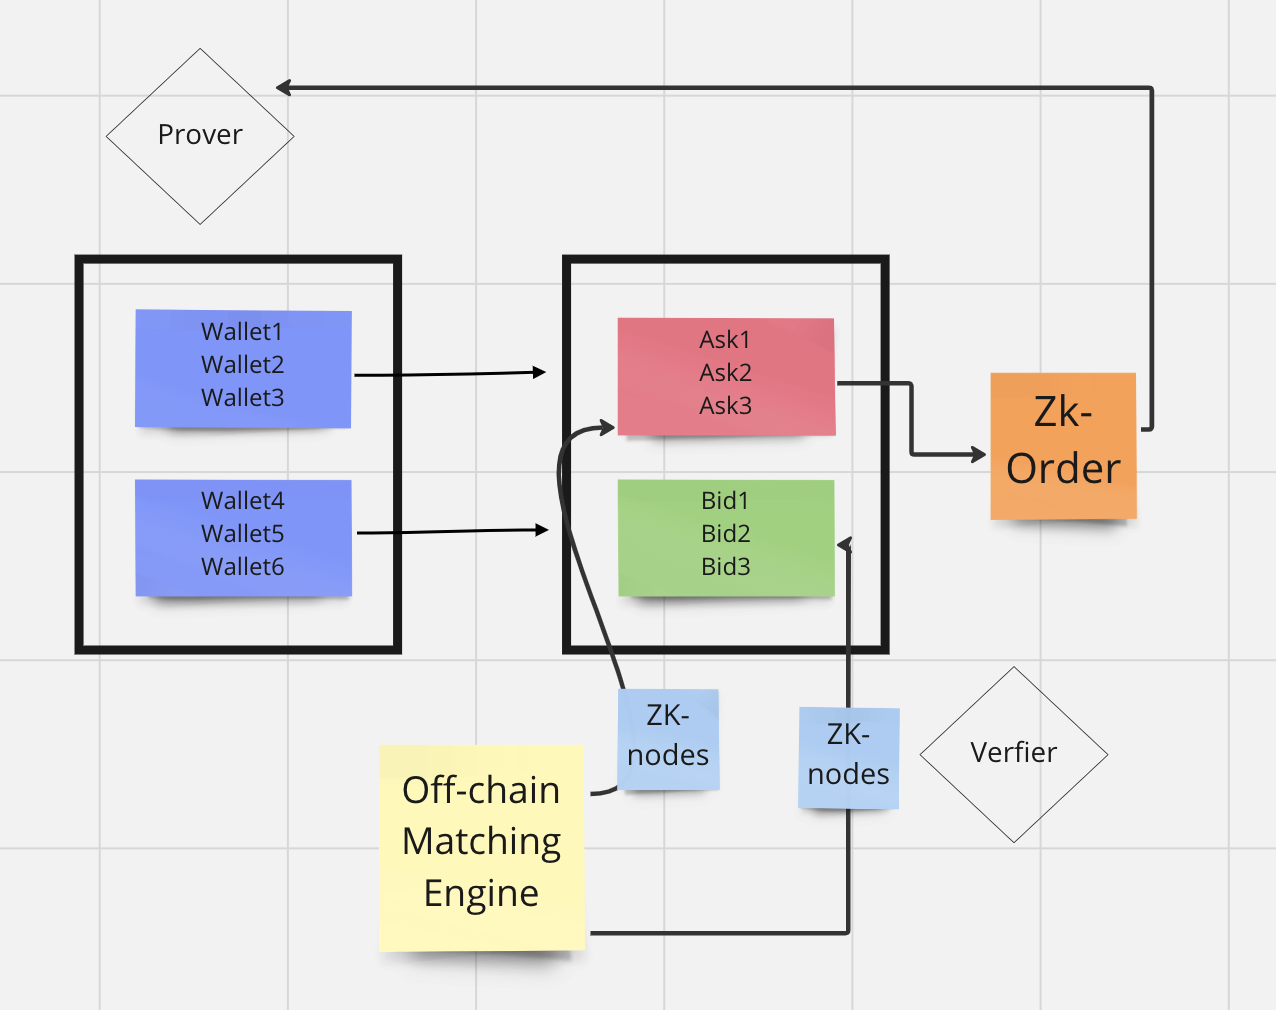 Prover
Wallet1
Wallet2
Wallet3
Ask1
Ask2
Ask3
Zk-
Order
Wallet4
Wallet5
Wallet6
Bid1
Bid2
Bid3
ZK-
nodes
ZK-
nodes
Verfier
Off-chain
Matching
Engine